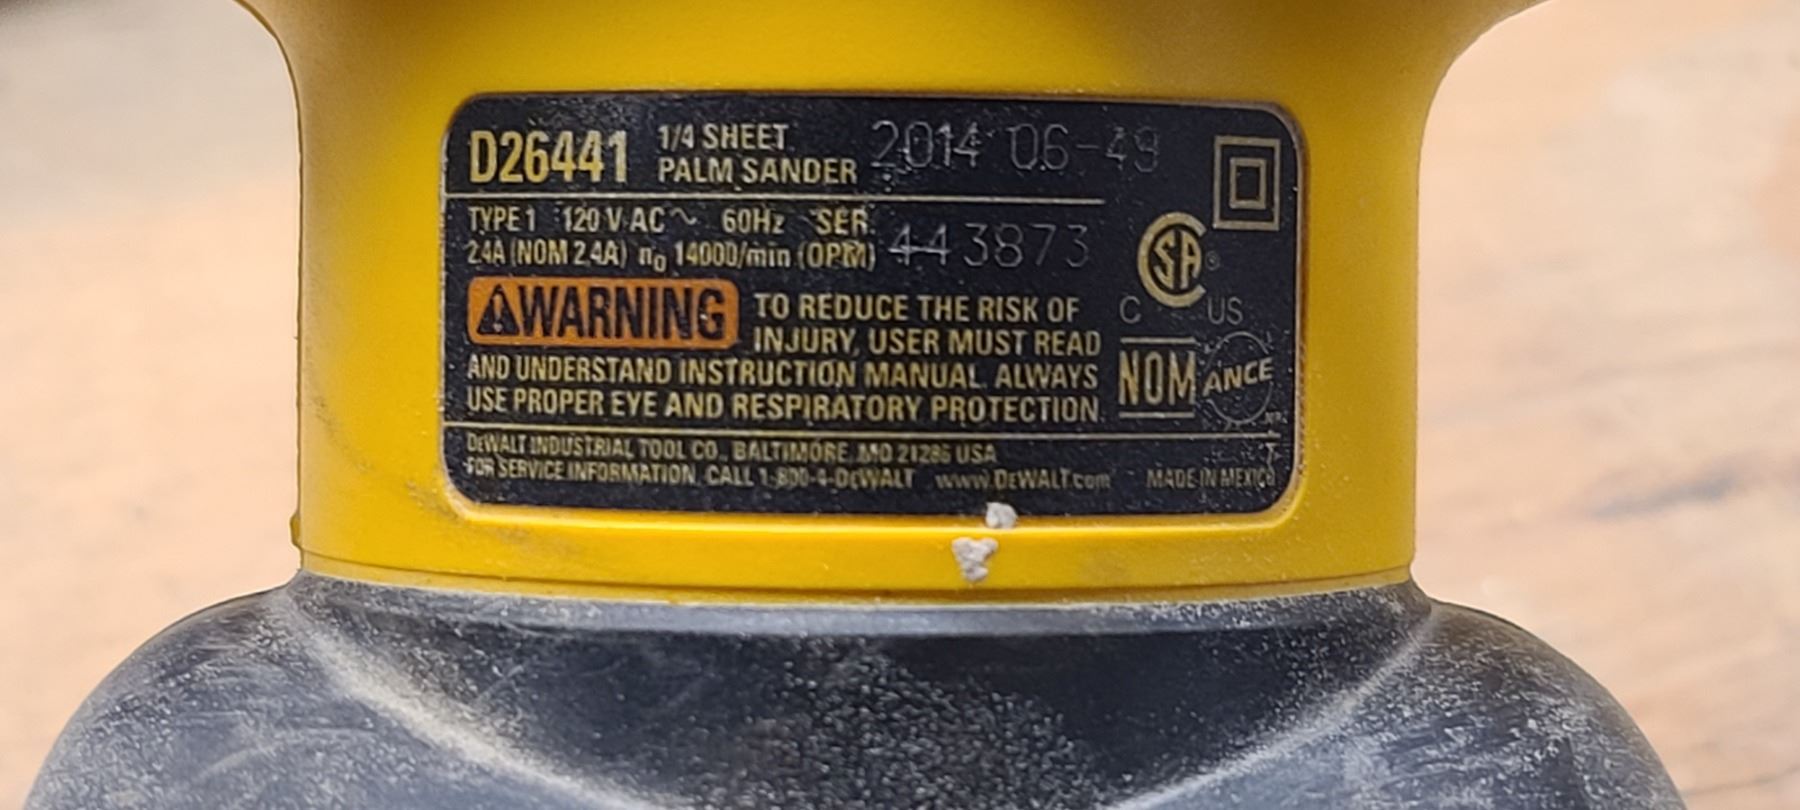 D26441 1/4 SHEET PALM SANDER 2014 06-49
TYPE 1 120 V AC ~ 60Hz SER.
2.4A (NOM 2.4A) n0 14000/min (OPM) 443873
WARNING TO REDUCE THE RISK OF
INJURY, USER MUST READ
AND UNDERSTAND INSTRUCTION MANUAL. ALWAYS
USE PROPER EYE AND RESPIRATORY PROTECTION.
CSA®
C US
NOM ANCE
DeWALT INDUSTRIAL TOOL CO., BALTIMORE, MD 21286 USA
FOR SERVICE INFORMATION, CALL 1-800-4-DeWALT www.DeWALT.com MADE IN MEXICO